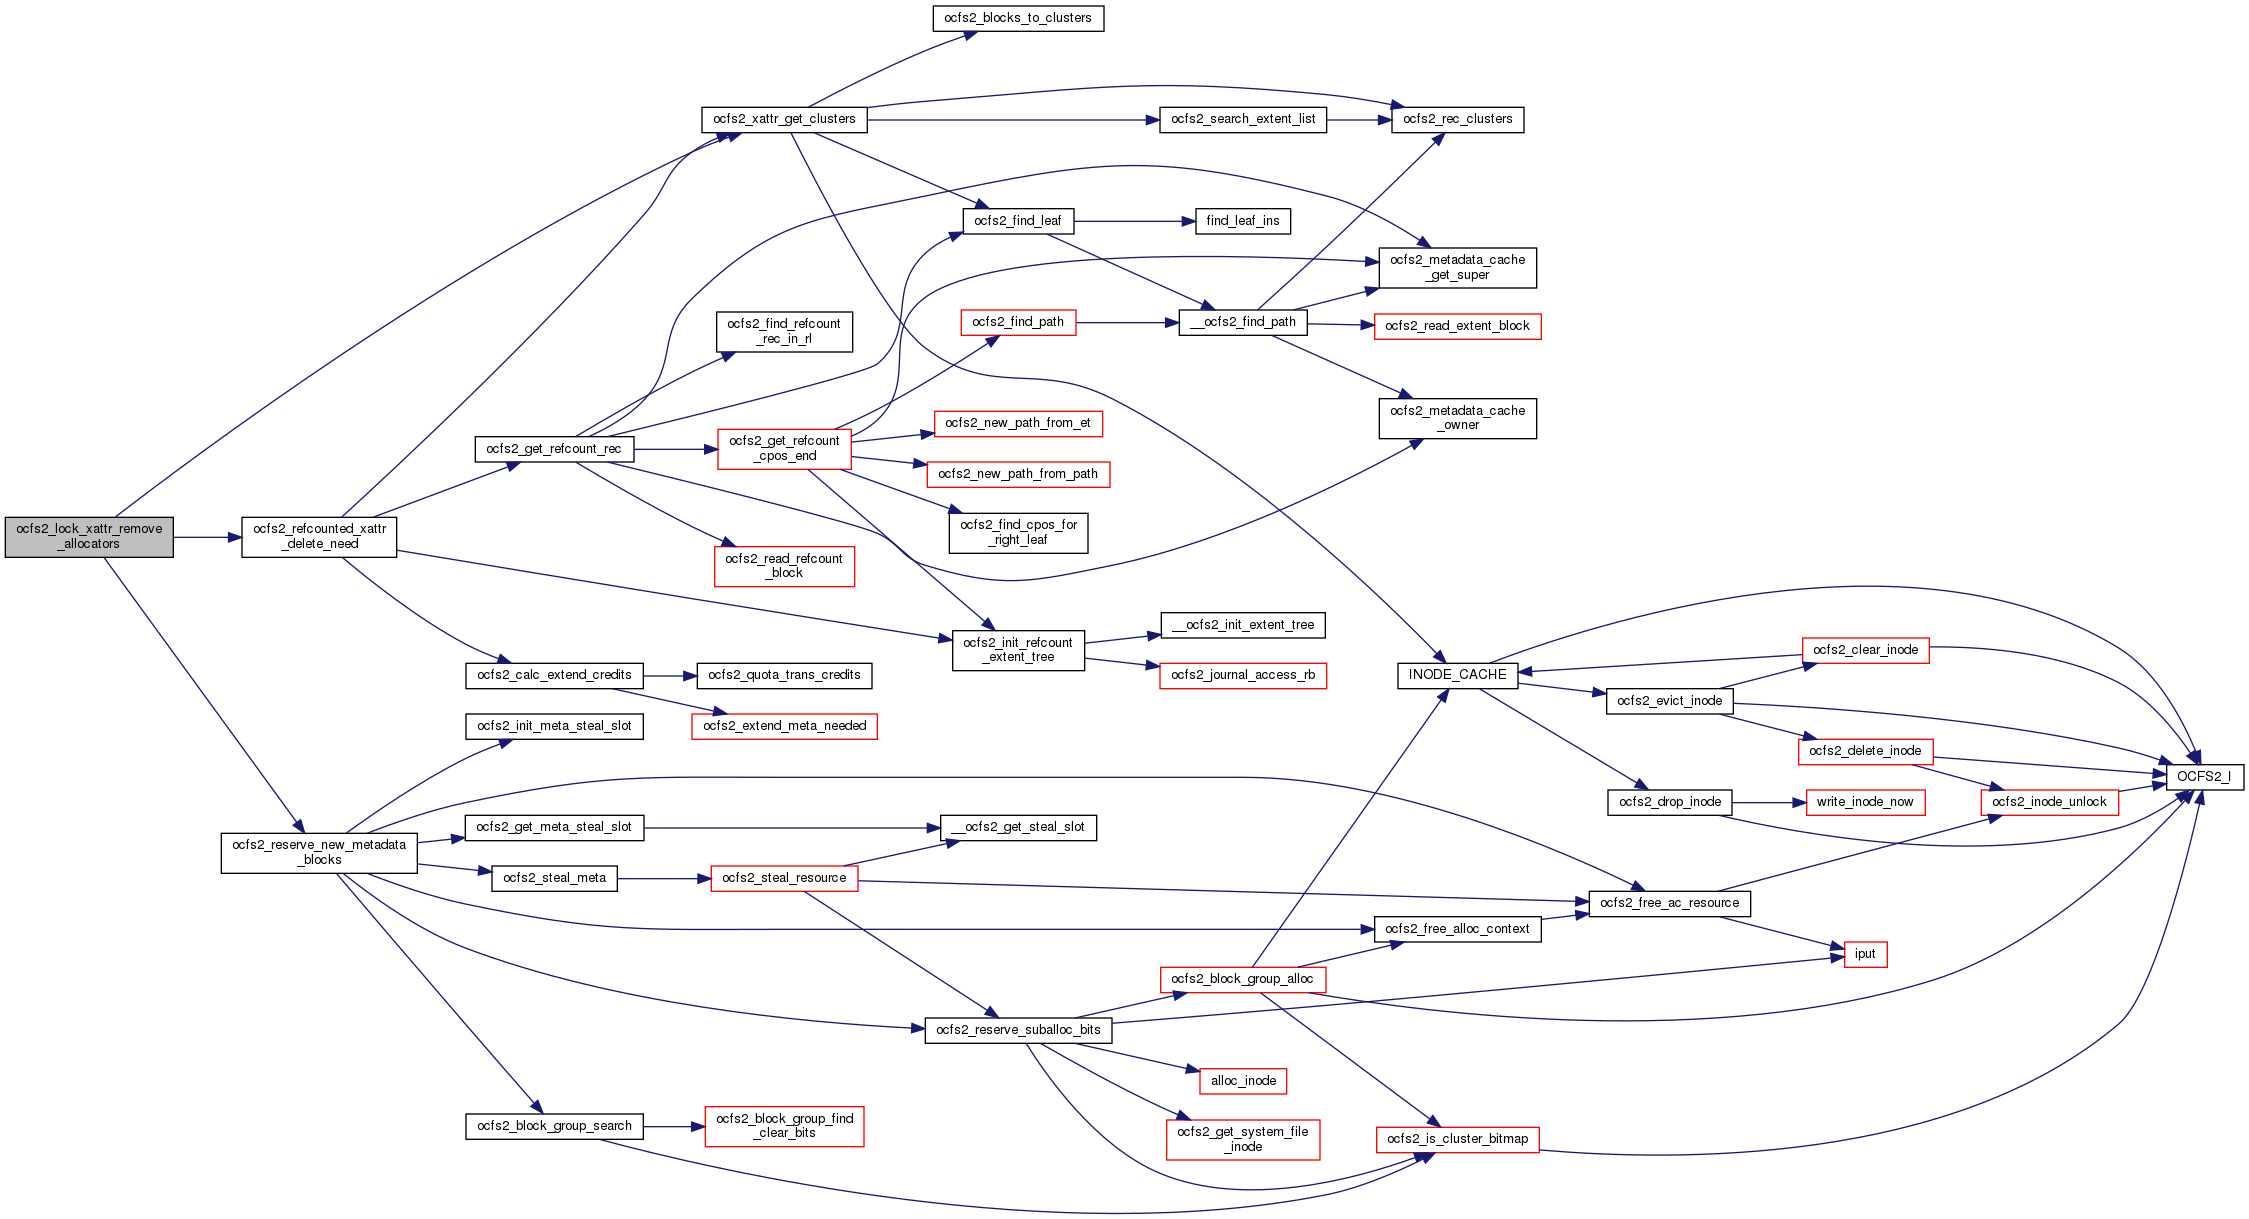 ocfs2_blocks_to_clusters
ocfs2_xattr_get_clusters
ocfs2_search_extent_list
ocfs2_rec_clusters
ocfs2_find_leaf
find_leaf_ins
ocfs2_metadata_cache
_get_super
ocfs2_find_refcount
_rec_in_rl
ocfs2_find_path
__ocfs2_find_path
ocfs2_read_extent_block
ocfs2_metadata_cache
_owner
ocfs2_get_refcount_rec
ocfs2_get_refcount
_cpos_end
ocfs2_new_path_from_et
ocfs2_new_path_from_path
ocfs2_lock_xattr_remove
_allocators
ocfs2_refcounted_xattr
_delete_need
ocfs2_find_cpos_for
_right_leaf
ocfs2_read_refcount
_block
ocfs2_init_refcount
_extent_tree
__ocfs2_init_extent_tree
ocfs2_journal_access_rb
ocfs2_calc_extend_credits
ocfs2_quota_trans_credits
ocfs2_extend_meta_needed
INODE_CACHE
ocfs2_clear_inode
ocfs2_evict_inode
ocfs2_delete_inode
OCFS2_I
ocfs2_init_meta_steal_slot
ocfs2_drop_inode
write_inode_now
ocfs2_inode_unlock
ocfs2_reserve_new_metadata
_blocks
ocfs2_get_meta_steal_slot
__ocfs2_get_steal_slot
ocfs2_steal_meta
ocfs2_steal_resource
ocfs2_free_ac_resource
ocfs2_free_alloc_context
iput
ocfs2_block_group_alloc
ocfs2_reserve_suballoc_bits
alloc_inode
ocfs2_get_system_file
_inode
ocfs2_block_group_search
ocfs2_block_group_find
_clear_bits
ocfs2_is_cluster_bitmap